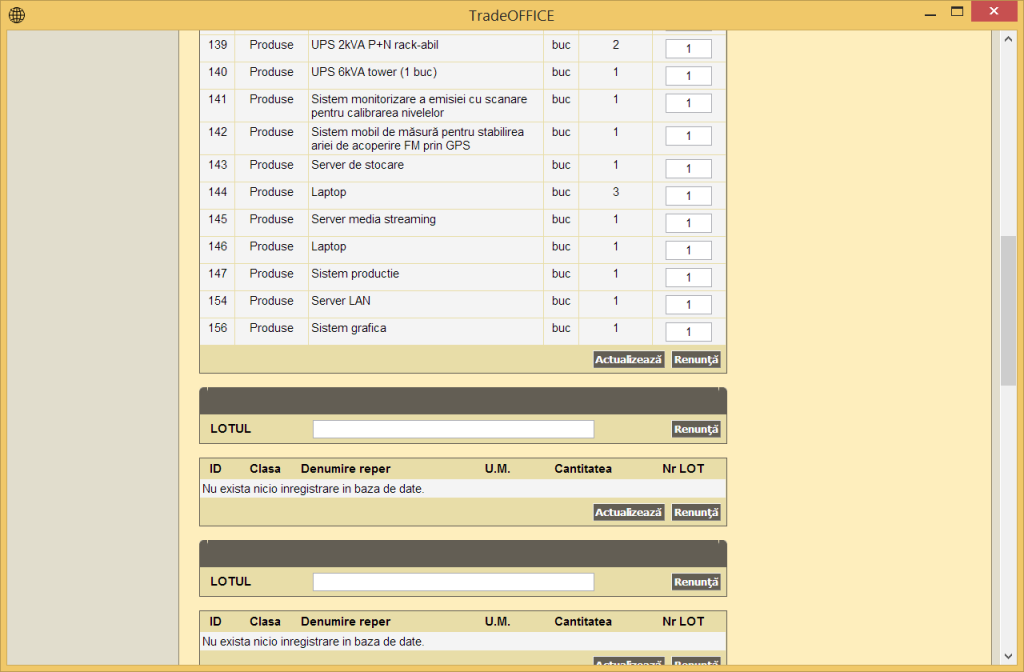 TradeOFFICE
139 Produse UPS 2kVA P+N rack-abil buc 2 1
140 Produse UPS 6kVA tower (1 buc) buc 1 1
141 Produse Sistem monitorizare a emisiei cu scanare buc 1 1
pentru calibrarea nivelelor
142 Produse Sistem mobil de măsură pentru stabilirea buc 1 1
ariei de acoperire FM prin GPS
143 Produse Server de stocare buc 1 1
144 Produse Laptop buc 3 1
145 Produse Server media streaming buc 1 1
146 Produse Laptop buc 1 1
147 Produse Sistem productie buc 1 1
154 Produse Server LAN buc 1 1
156 Produse Sistem grafica buc 1 1
Actualizează Renunţă
LOTUL Renunţă
ID Clasa Denumire reper U.M. Cantitatea Nr LOT
Nu exista nicio inregistrare in baza de date.
Actualizează Renunţă
LOTUL Renunţă
ID Clasa Denumire reper U.M. Cantitatea Nr LOT
Nu exista nicio inregistrare in baza de date.
Actualizează Renunţă